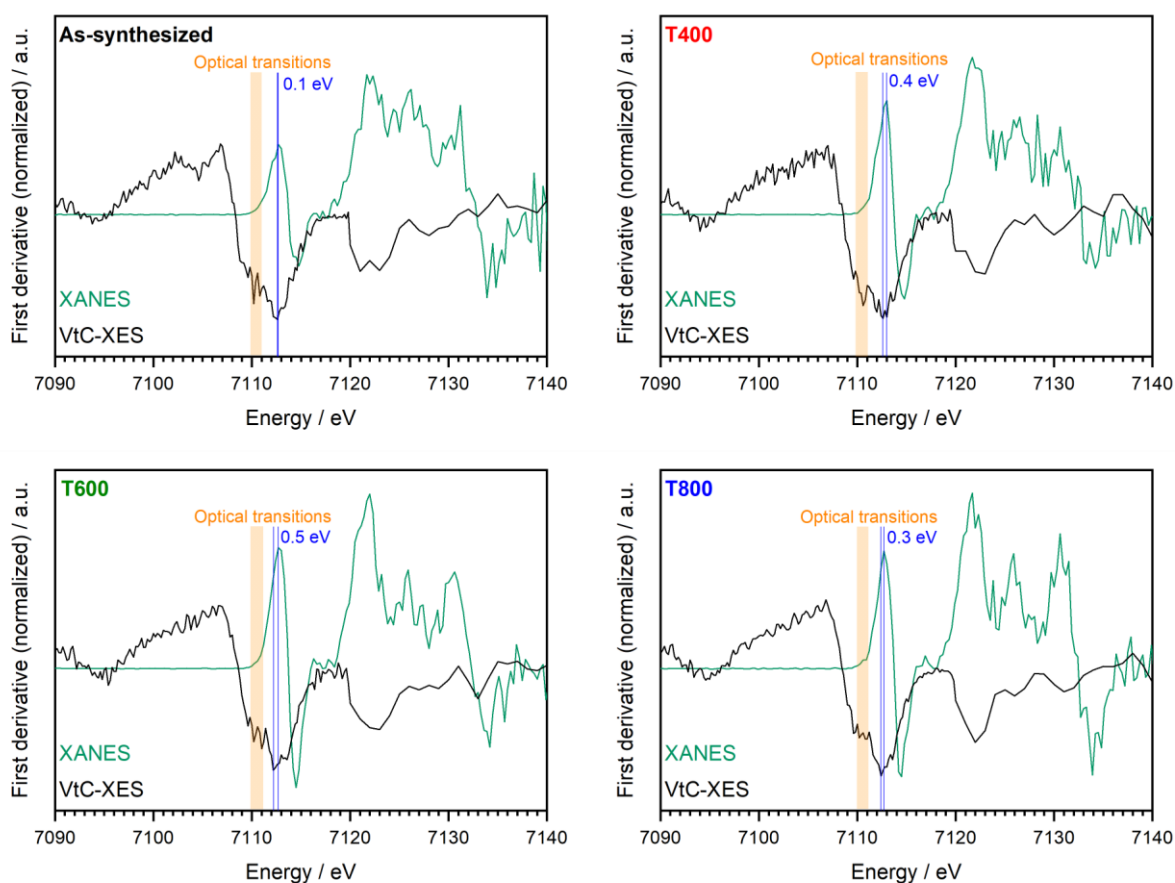 As-synthesized
Optical transitions
0.1 eV
XANES
VtC-XES
First derivative (normalized) / a.u.
7090 7100 7110 7120 7130 7140
Energy / eV
T400
Optical transitions
0.4 eV
XANES
VtC-XES
First derivative (normalized) / a.u.
7090 7100 7110 7120 7130 7140
Energy / eV
T600
Optical transitions
0.5 eV
XANES
VtC-XES
First derivative (normalized) / a.u.
7090 7100 7110 7120 7130 7140
Energy / eV
T800
Optical transitions
0.3 eV
XANES
VtC-XES
First derivative (normalized) / a.u.
7090 7100 7110 7120 7130 7140
Energy / eV